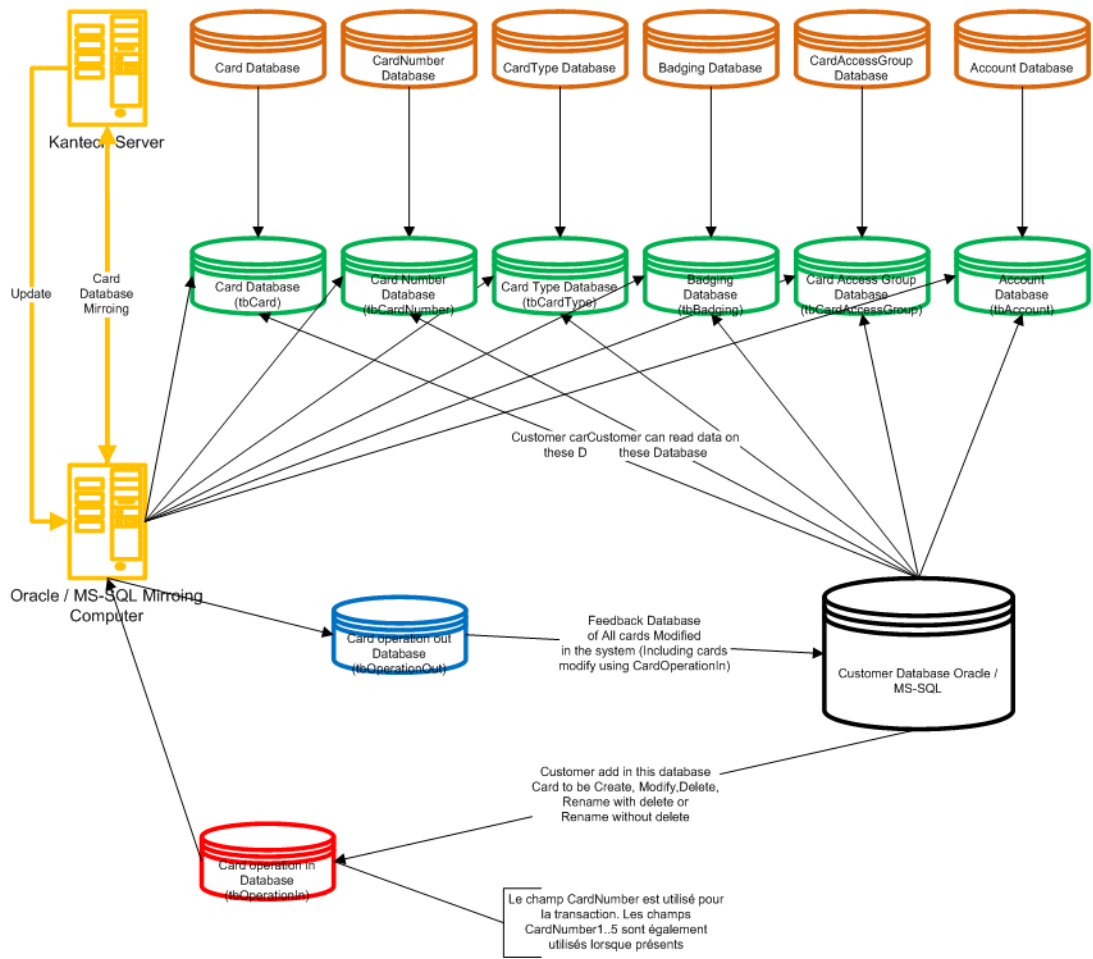 Card Database
CardNumber
Database
CardType Database
Badging Database
CardAccessGroup
Database
Account Database
Kantech Server
Update
Card
Database
Mirroing
Card Database
(tbCard)
Card Number
Database
(tbCardNumber)
Card Type Database
(tbCardType)
Badging
Database
(tbBadging)
Card Access Group
Database
(tbCardAccessGroup)
Account
Database
(tbAccount)
Customer car
these D
Customer can read data on
these Database
Oracle / MS-SQL Mirroing
Computer
Card operation out
Database
(tbOperationOut)
Feedback Database
of All cards Modified
in the system (Including cards
modify using CardOperationIn)
Customer Database Oracle /
MS-SQL
Customer add in this database
Card to be Create, Modify,Delete,
Rename with delete or
Rename without delete
Card operation In
Database
(tbOperationIn)
Le champ CardNumber est utilisé pour
la transaction. Les champs
CardNumber1..5 sont également
utilisés lorsque présents